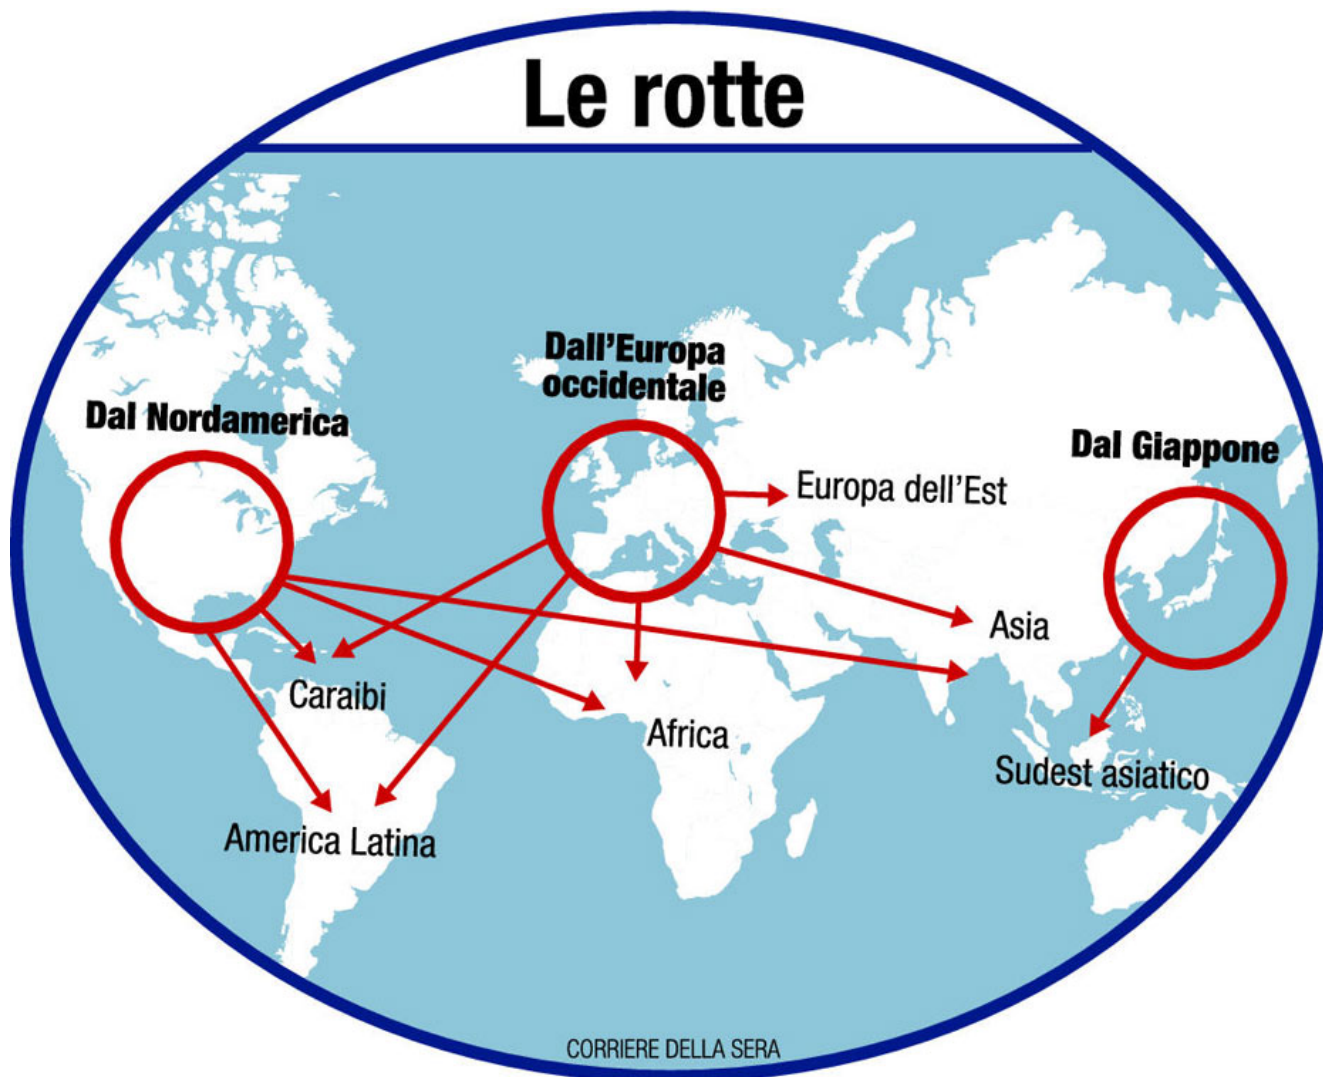 Le rotte
Dall'Europa
occidentale
Dal Nordamerica
Dal Giappone
Europa dell'Est
Asia
Caraibi
Africa
Sudest asiatico
America Latina
CORRIERE DELLA SERA